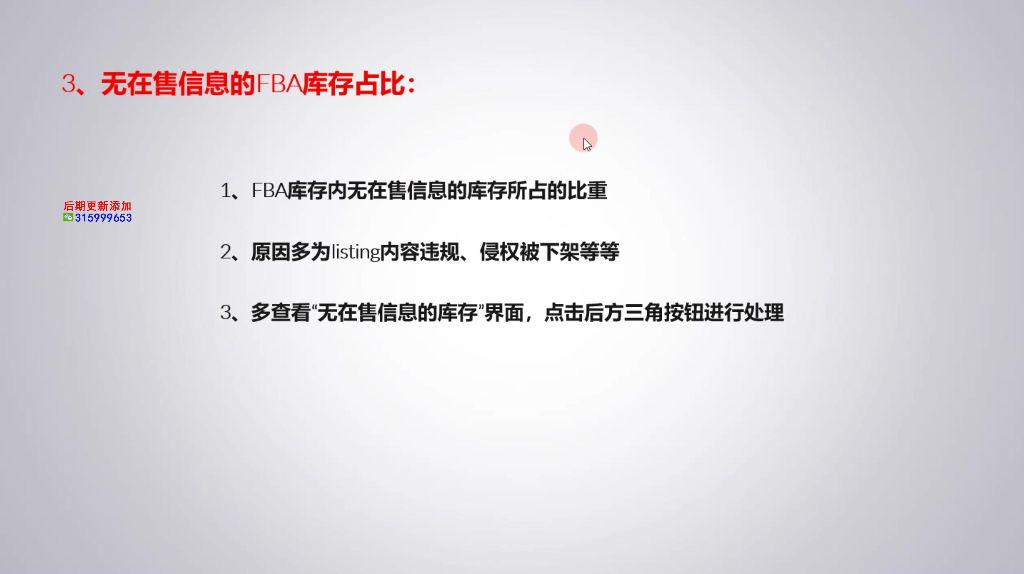 3、无在售信息的FBA库存占比：
1、FBA库存内无在售信息的库存所占的比重
后期更新添加
315999653
2、原因多为listing内容违规、侵权被下架等等
3、多查看“无在售信息的库存”界面，点击后方三角按钮进行处理